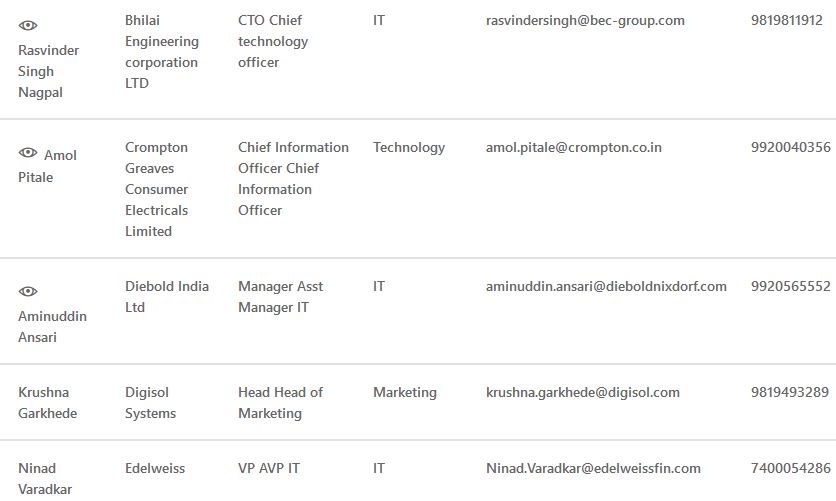 Rasvinder Singh Nagpal Bhilai Engineering corporation LTD CTO Chief technology officer IT rasvindersingh@bec-group.com 9819811912
Amol Pitale Crompton Greaves Consumer Electricals Limited Chief Information Officer Chief Information Officer Technology amol.pitale@crompton.co.in 9920040356
Aminuddin Ansari Diebold India Ltd Manager Asst Manager IT IT aminuddin.ansari@dieboldnixdorf.com 9920565552
Krushna Garkhede Digisol Systems Head Head of Marketing Marketing krushna.garkhede@digisol.com 9819493289
Ninad Varadkar Edelweiss VP AVP IT IT Ninad.Varadkar@edelweissfin.com 7400054286